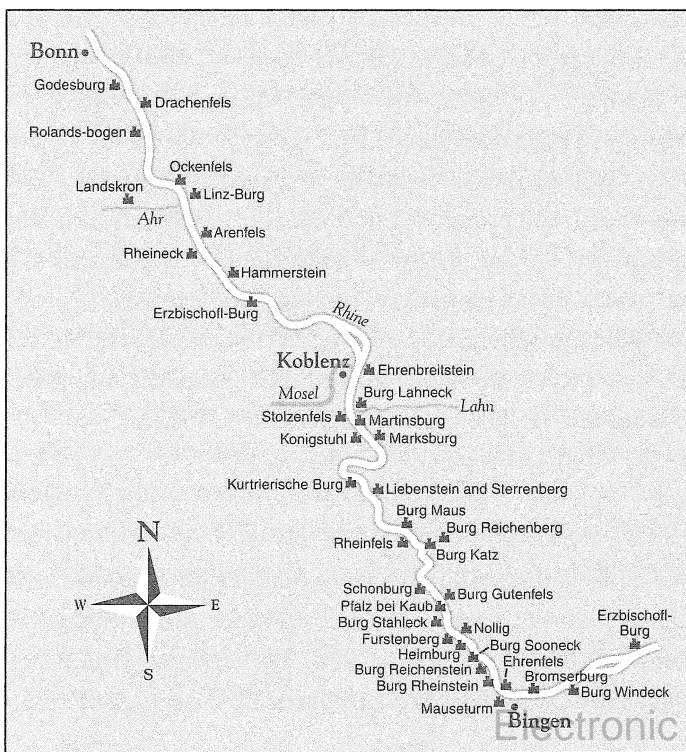 Bonn
Godesburg
Drachenfels
Rolands-bogen
Ockenfels
Landskron
Linz-Burg
Ahr
Arenfels
Rheineck
Hammerstein
Erzbischofl-Burg
Rhine
Koblenz
Ehrenbreitstein
Mosel
Burg Lahneck
Lahn
Stolzenfels
Martinsburg
Konigstuhl
Marksburg
Kurtrierische Burg
Liebenstein and Sterrenberg
Burg Maus
Burg Reichenberg
Rheinfels
Burg Katz
N
W
E
S
Schonburg
Burg Gutenfels
Pfalz bei Kaub
Burg Stahleck
Nollig
Erzbischofl-
Burg
Furstenberg
Burg Sooneck
Heimburg
Ehrenfels
Burg Reichenstein
Bromserburg
Burg Rheinstein
Burg Windeck
Mauseturm
Bingen
Electronic